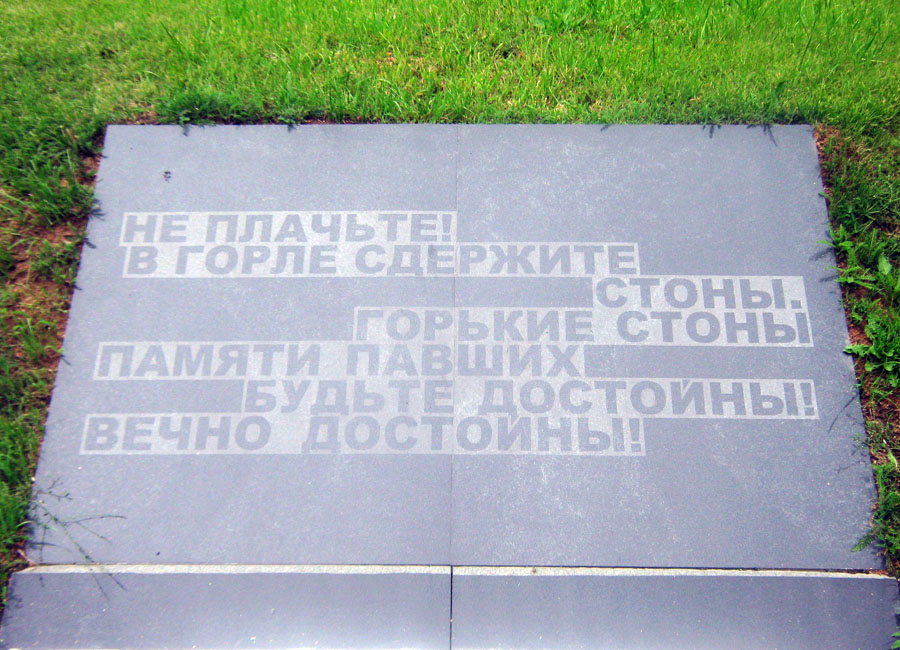 НЕ ПЛАЧЬТЕ!
В ГОРЛЕ СДЕРЖИТЕ
СТОНЫ.
ГОРЬКИЕ СТОНЫ
ПАМЯТИ ПАВШИХ
БУДЬТЕ ДОСТОЙНЫ!
ВЕЧНО ДОСТОЙНЫ!